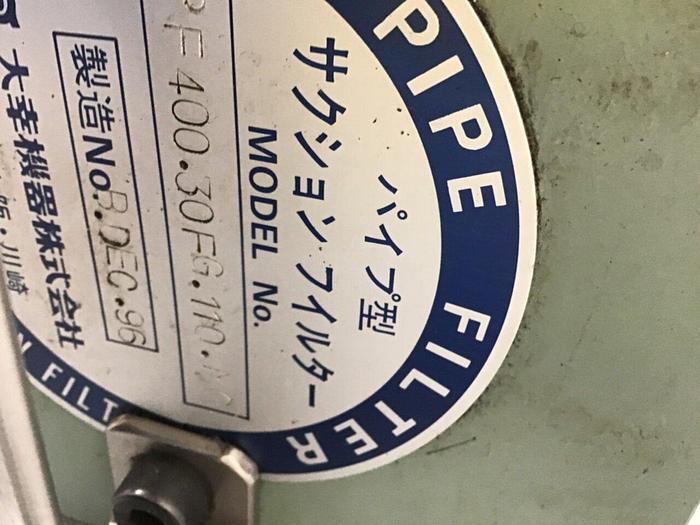 PIPE FILTER
パイプ型
サクションフィルター
MODEL No.
PF-400.30FG.110.
製造No. B.DEC.96
大幸機器株式会社
・川崎
N FILT